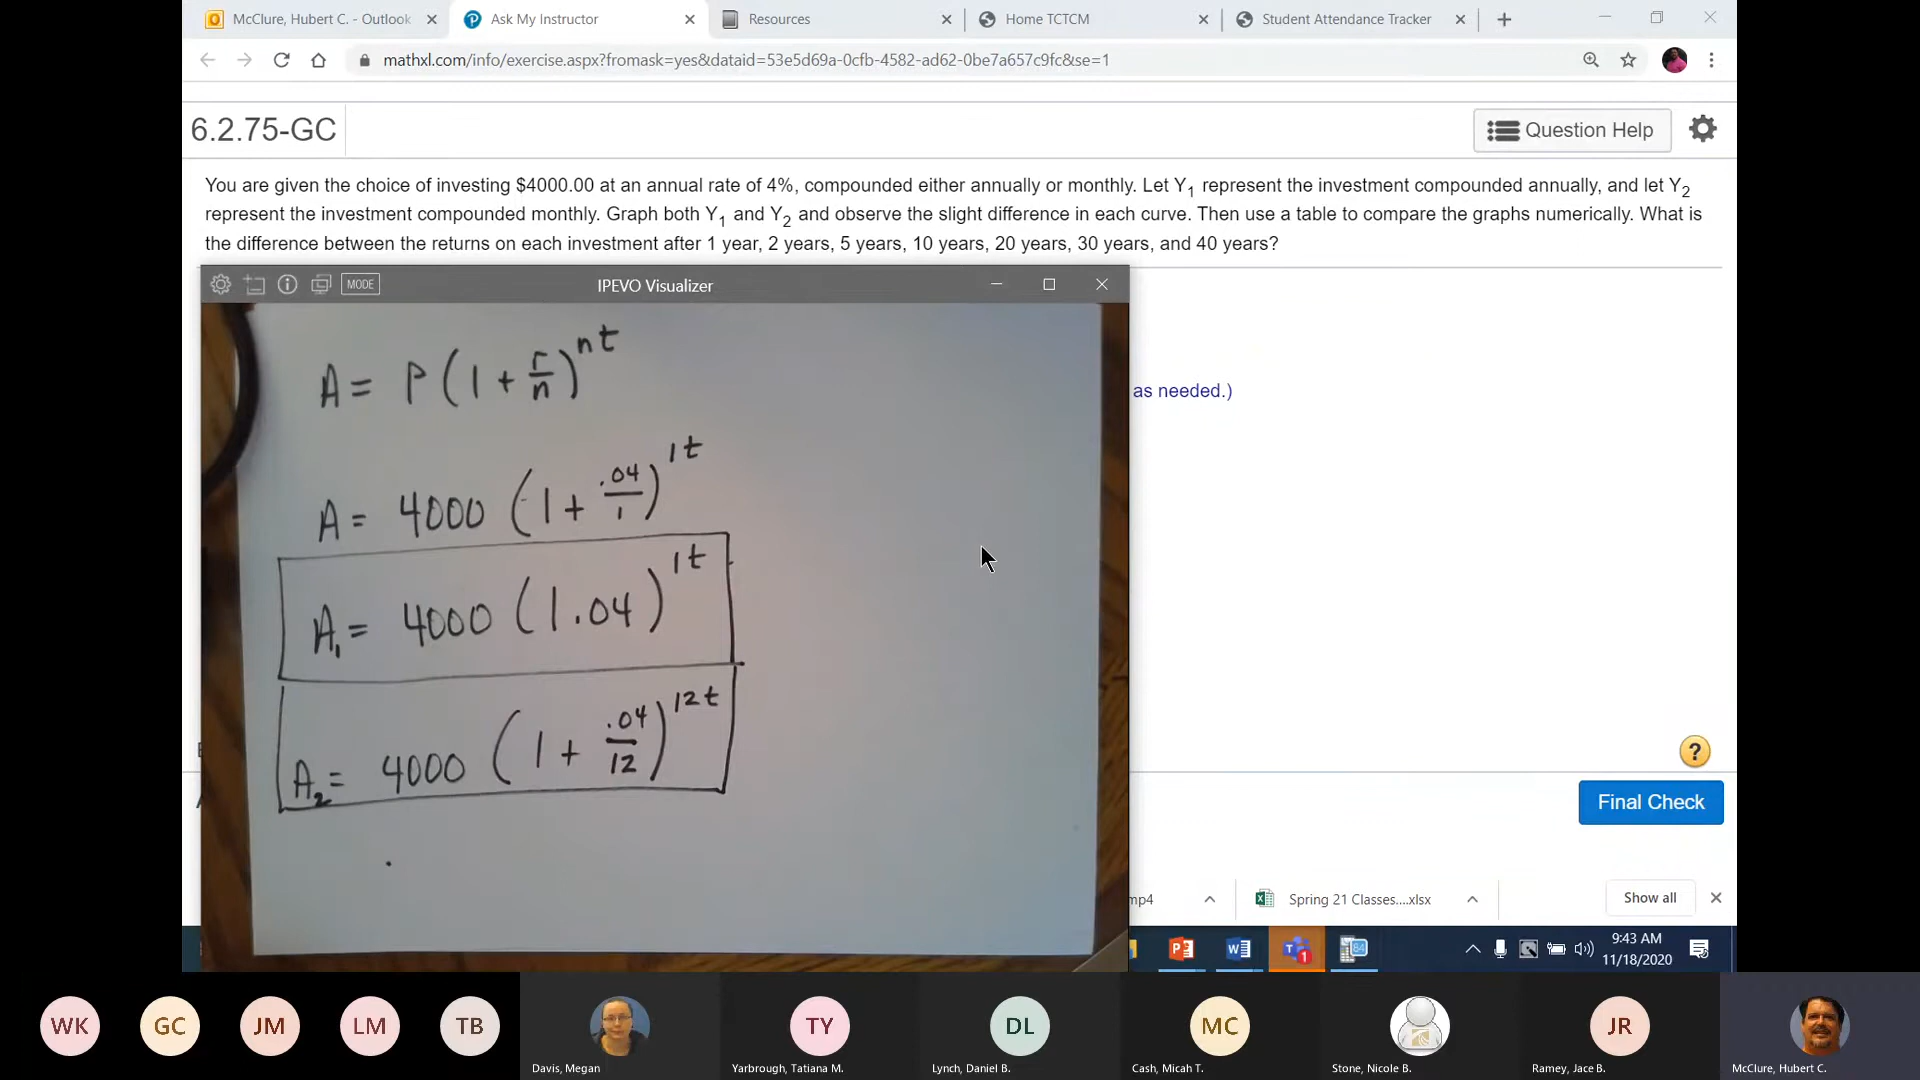 McClure, Hubert C. - Outlook
Ask My Instructor
Resources
Home TCTCM
Student Attendance Tracker
mathxl.com/info/exercise.aspx?fromask=yes&dataid=53e5d69a-0cfb-4582-ad62-0be7a657c9fc&se=1
6.2.75-GC
Question Help
You are given the choice of investing $4000.00 at an annual rate of 4%, compounded either annually or monthly. Let Y1 represent the investment compounded annually, and let Y2
represent the investment compounded monthly. Graph both Y1 and Y2 and observe the slight difference in each curve. Then use a table to compare the graphs numerically. What is
the difference between the returns on each investment after 1 year, 2 years, 5 years, 10 years, 20 years, 30 years, and 40 years?
MODE
IPEVO Visualizer
A = P(1 + r/n)^nt
as needed.)
A = 4000 (1 + .04/1)^1t
A1 = 4000 (1.04)^1t
A2 = 4000 (1 + .04/12)^12t
?
Final Check
mp4
Spring 21 Classes....xlsx
Show all
84
1
9:43 AM
11/18/2020
WK
GC
JM
LM
TB
TY
DL
MC
JR
Davis, Megan
Yarbrough, Tatiana M.
Lynch, Daniel B.
Cash, Micah T.
Stone, Nicole B.
Ramey, Jace B.
McClure, Hubert C.